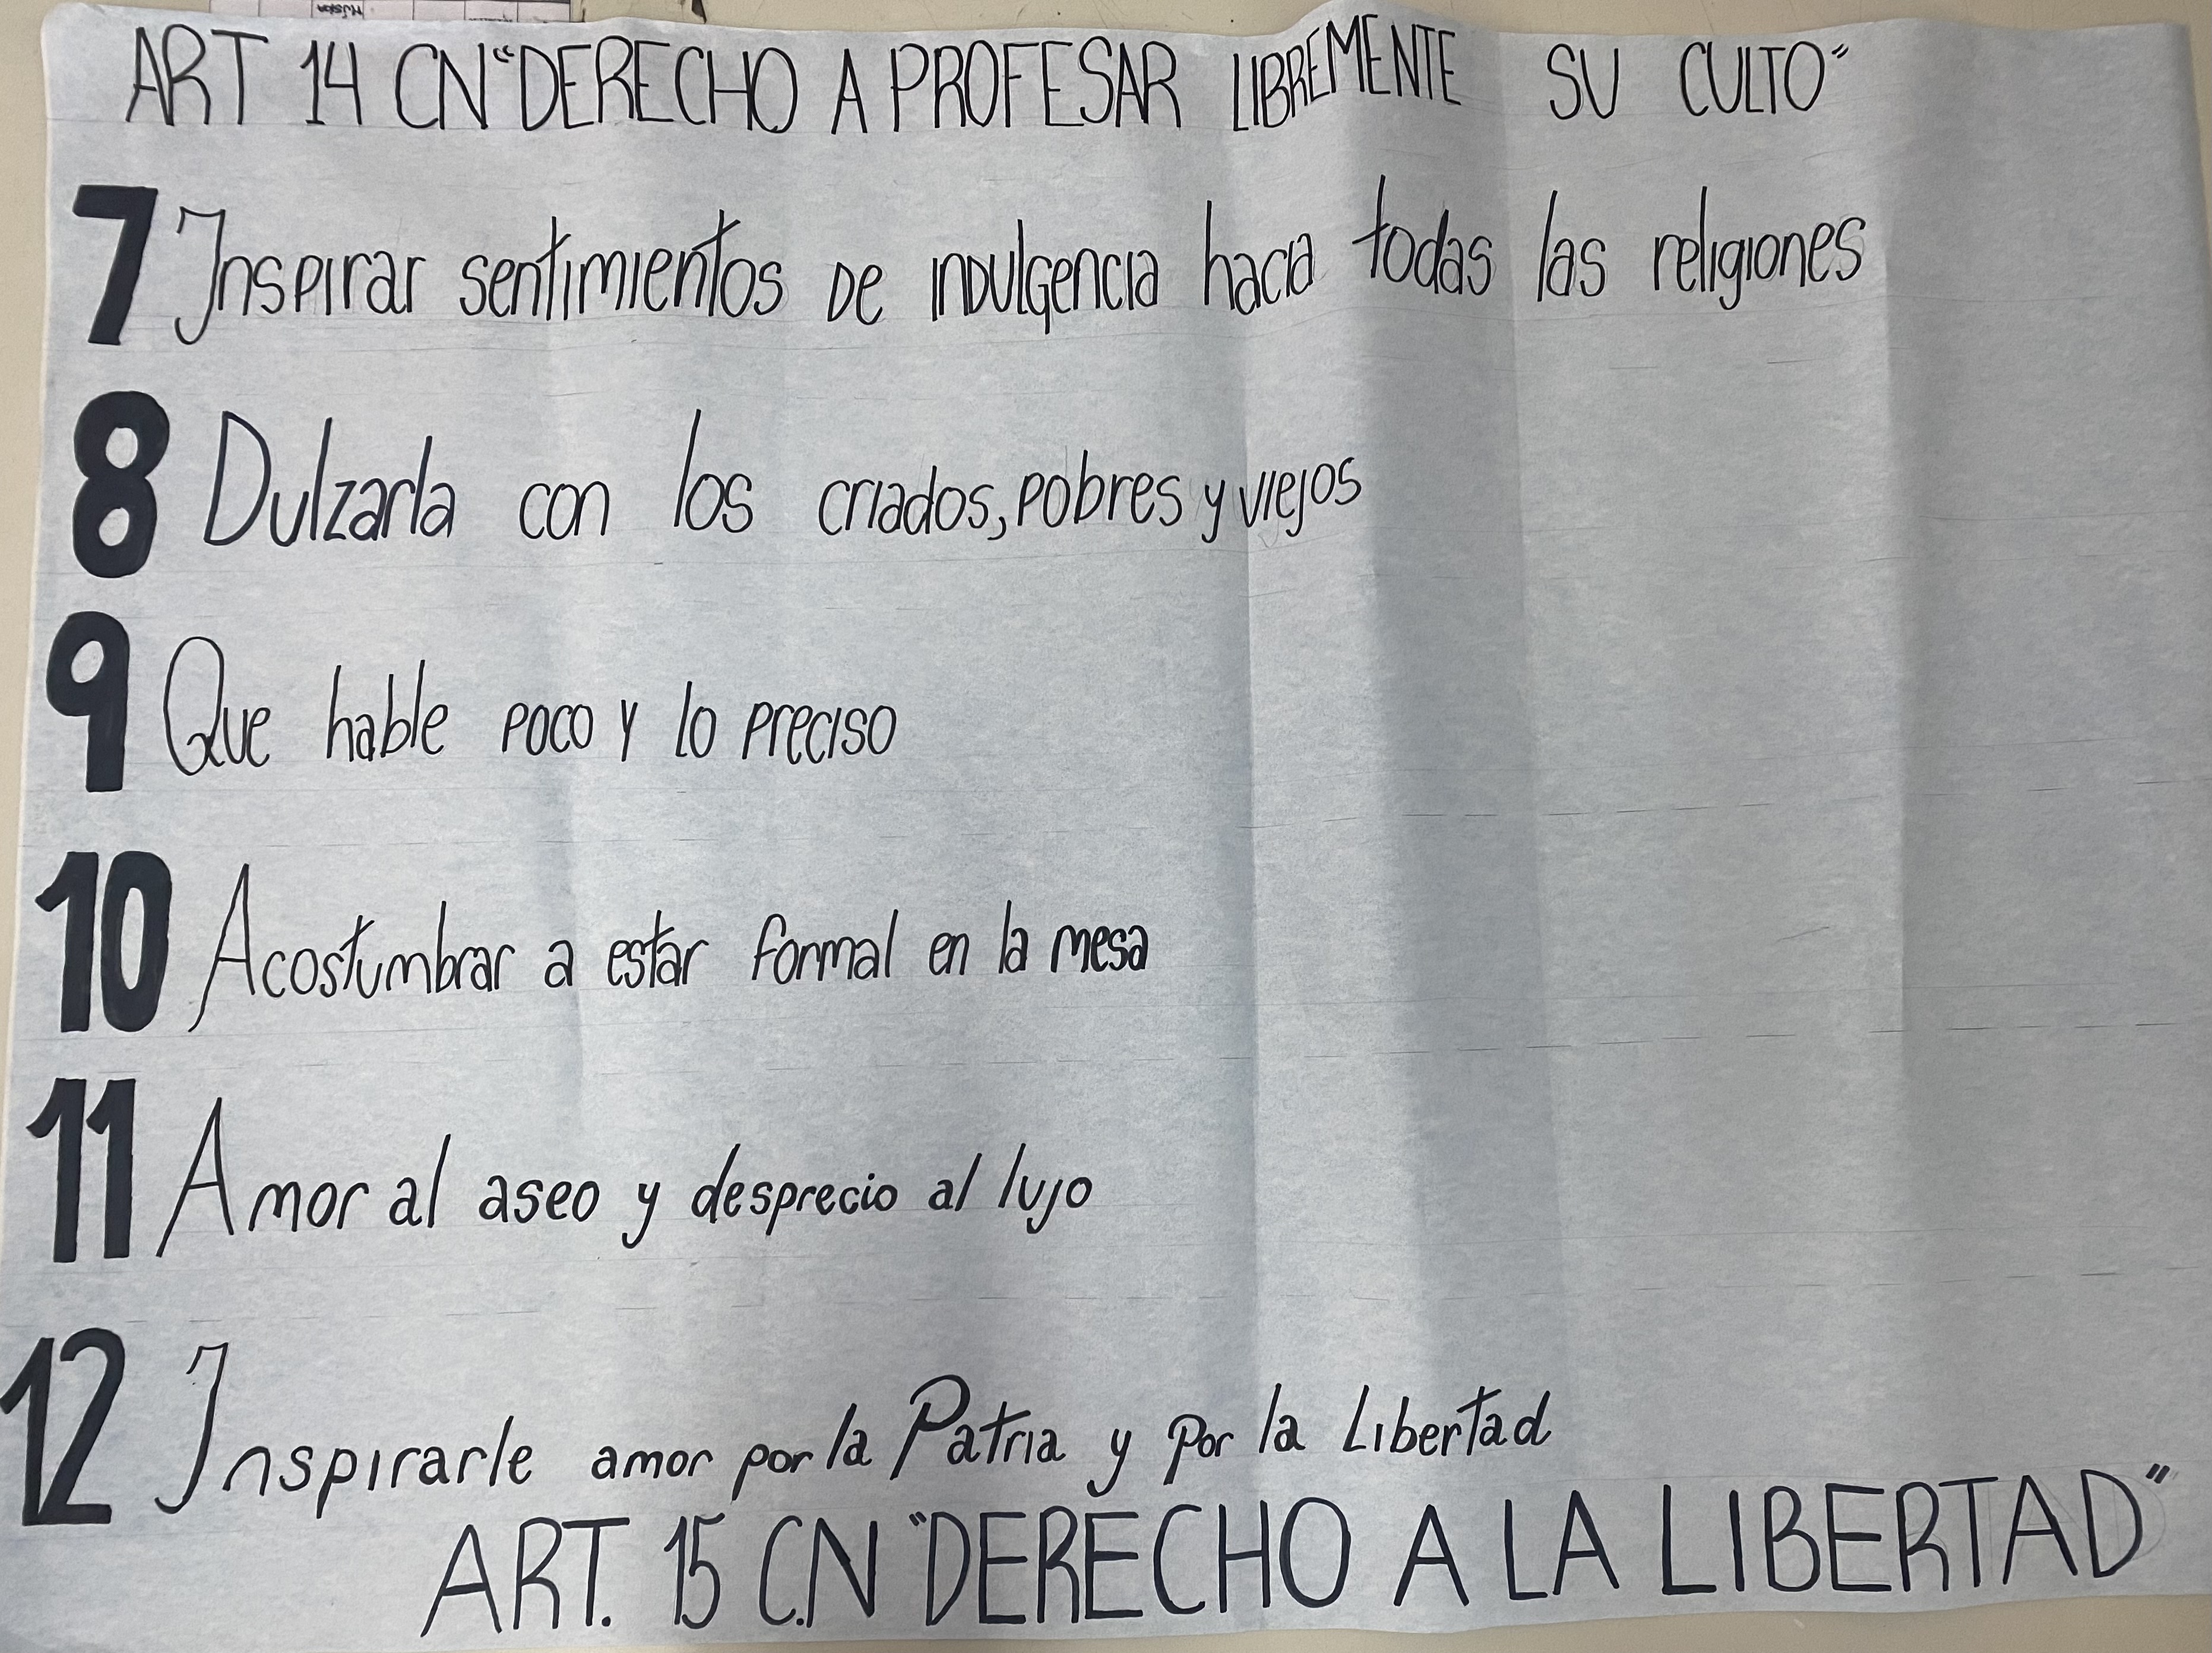 ART 14 CN "DERECHO A PROFESAR LIBREMENTE SU CULTO"
7 Inspirar sentimientos DE INDulgencia hacia todas las religiones
8 Dulzarla con los criados, pobres y viejos
9 Que hable poco y lo preciso
10 Acostumbrar a estar formal en la mesa
11 Amor al aseo y desprecio al lujo
12 Inspirarle amor por la Patria y por la Libertad
ART. 15 C.N "DERECHO A LA LIBERTAD"